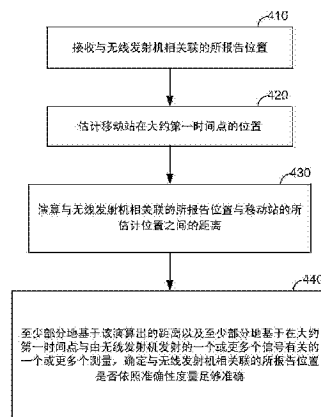 410
接收与无线发射机相关联的所报告位置
420
估计移动站在大约第一时间点的位置
430
演算与无线发射机相关联的所报告位置与移动站的所
估计位置之间的距离
440
至少部分地基于该演算出的距离以及至少部分地基于在大约
第一时间点与由无线发射机发射的一个或更多个信号有关的
一个或更多个测量，确定与无线发射机相关联的所报告位置
是否依照准确性度量足够准确